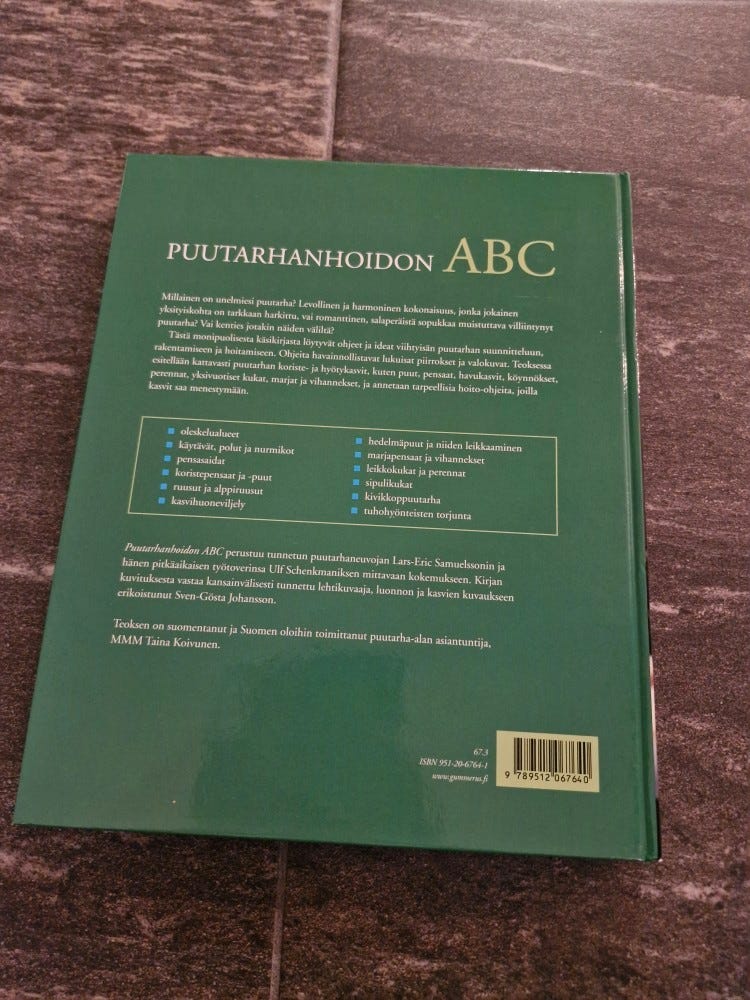 PUUTARHANHOIDON ABC
Millainen on unelmiesi puutarha? Levollinen ja harmoninen kokonaisuus, jonka jokainen
yksityiskohta on tarkkaan harkittu, vai romanttinen, salaperäistä sopukkaa muistuttava villiintynyt
puutarha? Vai kenties jotakin näiden väliltä?
Tästä monipuolisesta käsikirjasta löytyvät ohjeet ja ideat viihtyisän puutarhan suunnitteluun,
rakentamiseen ja hoitamiseen. Ohjeita havainnollistavat lukuisat piirrokset ja valokuvat. Teoksessa
esitellään kattavasti puutarhan koriste- ja hyötykasvit, kuten puut, pensaat, havukasvit, köynnökset,
perennat, yksivuotiset kukat, marjat ja vihannekset, ja annetaan tarpeellisia hoito-ohjeita, joilla
kasvit saa menestymään.
oleskelualueet
käytävät, polut ja nurmikot
pensasaidat
koristepensaat ja -puut
ruusut ja alppiruusut
kasvihuoneviljely
hedelmäpuut ja niiden leikkaaminen
marjapensaat ja vihannekset
leikkokukat ja perennat
sipulikukat
kivikkoppuutarha
tuhohyönteisten torjunta
Puutarhanhoidon ABC perustuu tunnetun puutarhaneuvojan Lars-Eric Samuelssonin ja
hänen pitkäaikaisen työtoverinsa Ulf Schenkmaniksen mittavaan kokemukseen. Kirjan
kuvituksesta vastaa kansainvälisesti tunnettu lehtikuvaaja, luonnon ja kasvien kuvaukseen
erikoistunut Sven-Gösta Johansson.
Teoksen on suomentanut ja Suomen oloihin toimittanut puutarha-alan asiantuntija,
MMM Taina Koivunen.
67.3
ISBN 951-20-6764-1
www.gummerus.fi
9 789512 067640